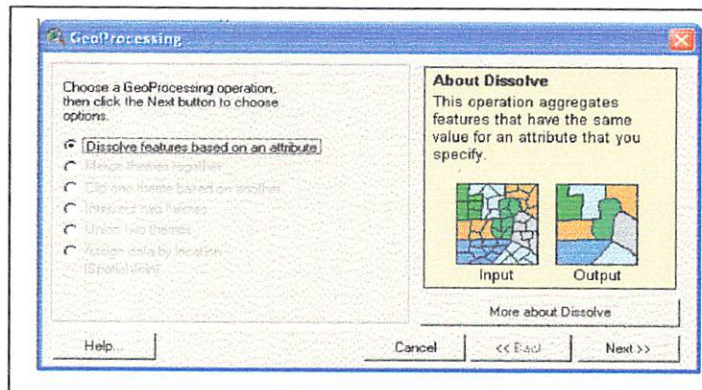 GeoProcessing
Choose a GeoProcessing operation,
then click the Next button to choose
options.
Dissolve features based on an attribute
Merge themes together
Clip one theme based on another
Intersect two themes
Union two themes
Assign data by location
(Spatial Join)
About Dissolve
This operation aggregates
features that have the same
value for an attribute that you
specify.
Input Output
More about Dissolve
Help... Cancel << Back Next >>